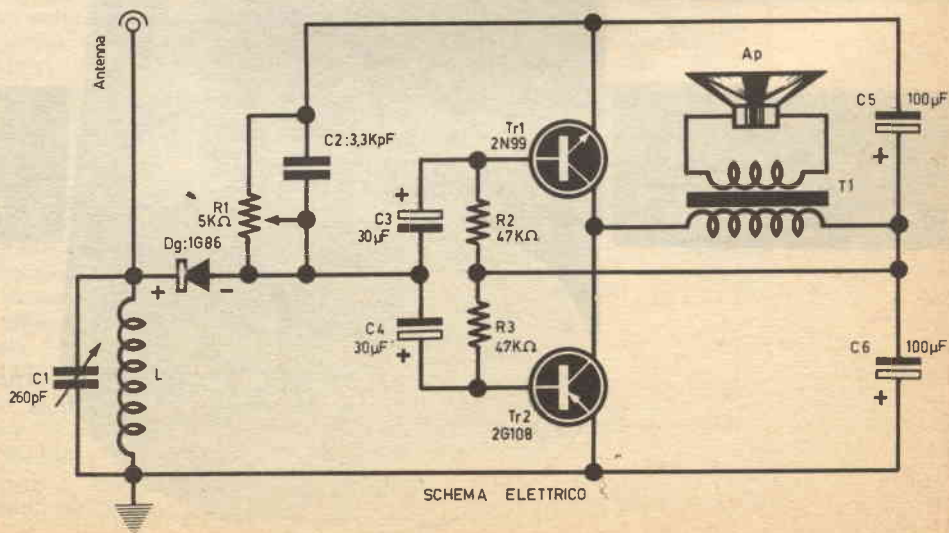 Antenna
C2:3,3KpF
R1
5KΩ
Dg:1G86
+
-
C1
260pF
L
+
C3
30µF
C4
30µF
+
R2
47KΩ
R3
47KΩ
Tr1
2N99
Tr2
2G108
Ap
T1
C5
100µF
+
C6
100µF
+
SCHEMA ELETTRICO